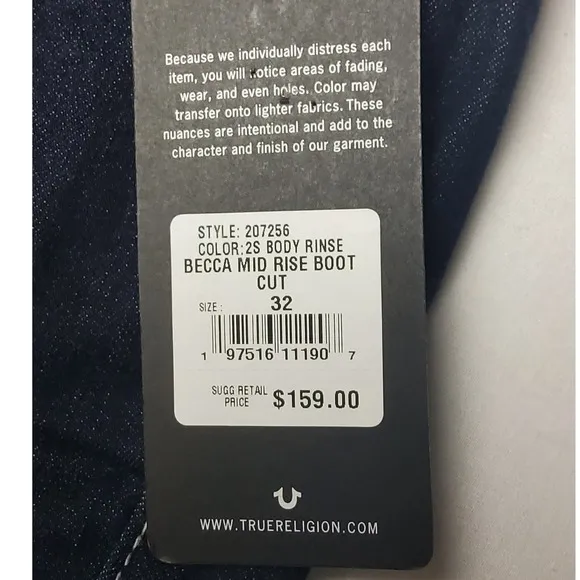 Because we individually distress each
item, you will notice areas of fading,
wear, and even holes. Color may
transfer onto lighter fabrics. These
nuances are intentional and add to the
character and finish of our garment.
STYLE: 207256
COLOR:2S BODY RINSE
BECCA MID RISE BOOT
CUT
SIZE: 32
1 97516 11190 7
SUGG RETAIL
PRICE $159.00
WWW.TRUERELIGION.COM